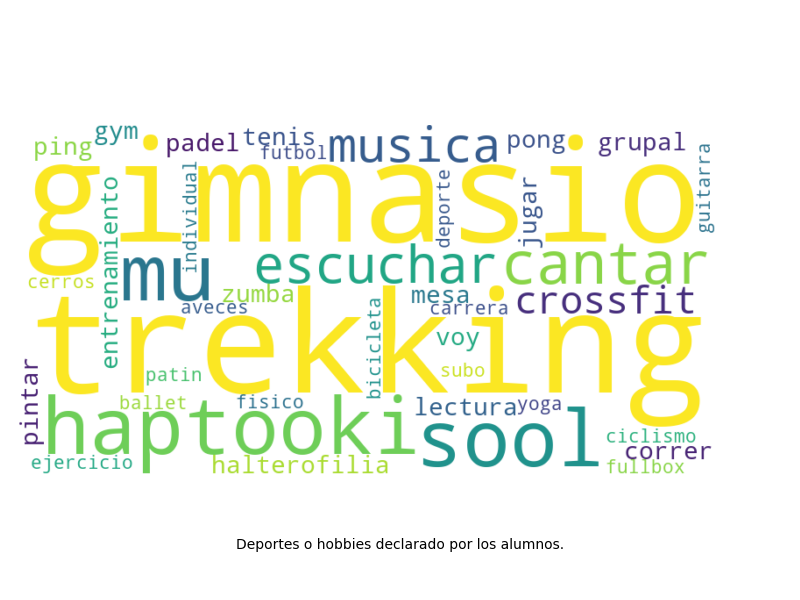 gym
ping
padel
tenis
futbol
musica
pong
grupal
gimnasio
individual
deporte
jugar
guitarra
entrenamiento
mu
escuchar
cantar
cerros
zumba
aveces
mesa
carrera
crossfit
trekking
bicicleta
voy
subo
patin
pintar
ballet
fisico
lectura
yoga
haptooki
sool
ciclismo
correr
ejercicio
halterofilia
fullbox
Deportes o hobbies declarado por los alumnos.